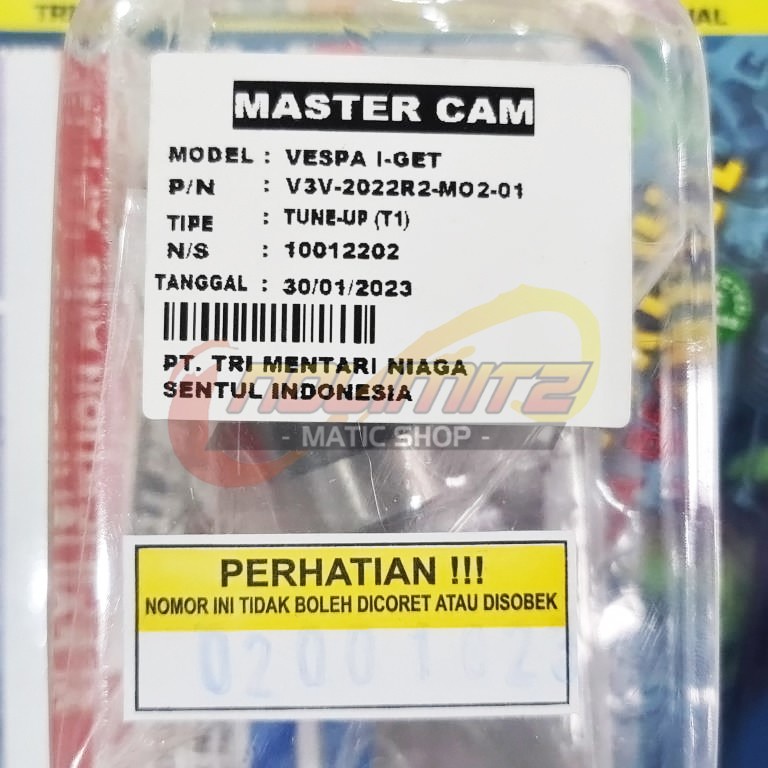 MASTER CAM
MODEL : VESPA I-GET
P/N : V3V-2022R2-MO2-01
TIPE : TUNE-UP (T1)
N/S : 10012202
TANGGAL : 30/01/2023
PT. TRI MENTARI NIAGA
SENTUL INDONESIA
NOLIMITZ
- MATIC SHOP -
PERHATIAN !!!
NOMOR INI TIDAK BOLEH DICORET ATAU DISOBEK